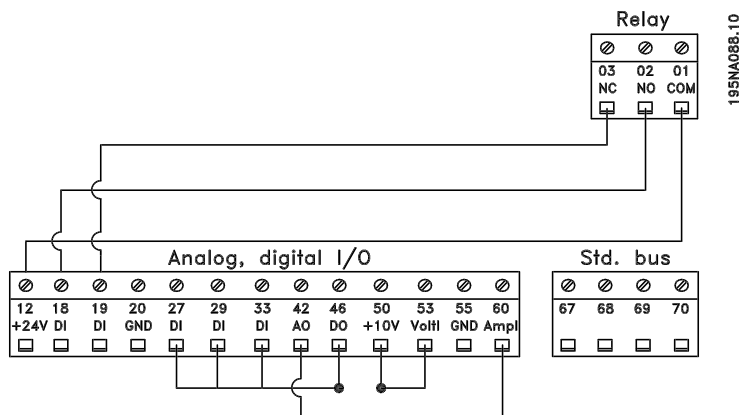 Relay
03 02 01
NC NO COM
195NA088.10
Analog, digital I/O
12 18 19 20 27 29 33 42 46 50 53 55 60
+24V DI DI GND DI DI DI AO DO +10V VoltI GND AmpI
Std. bus
67 68 69 70